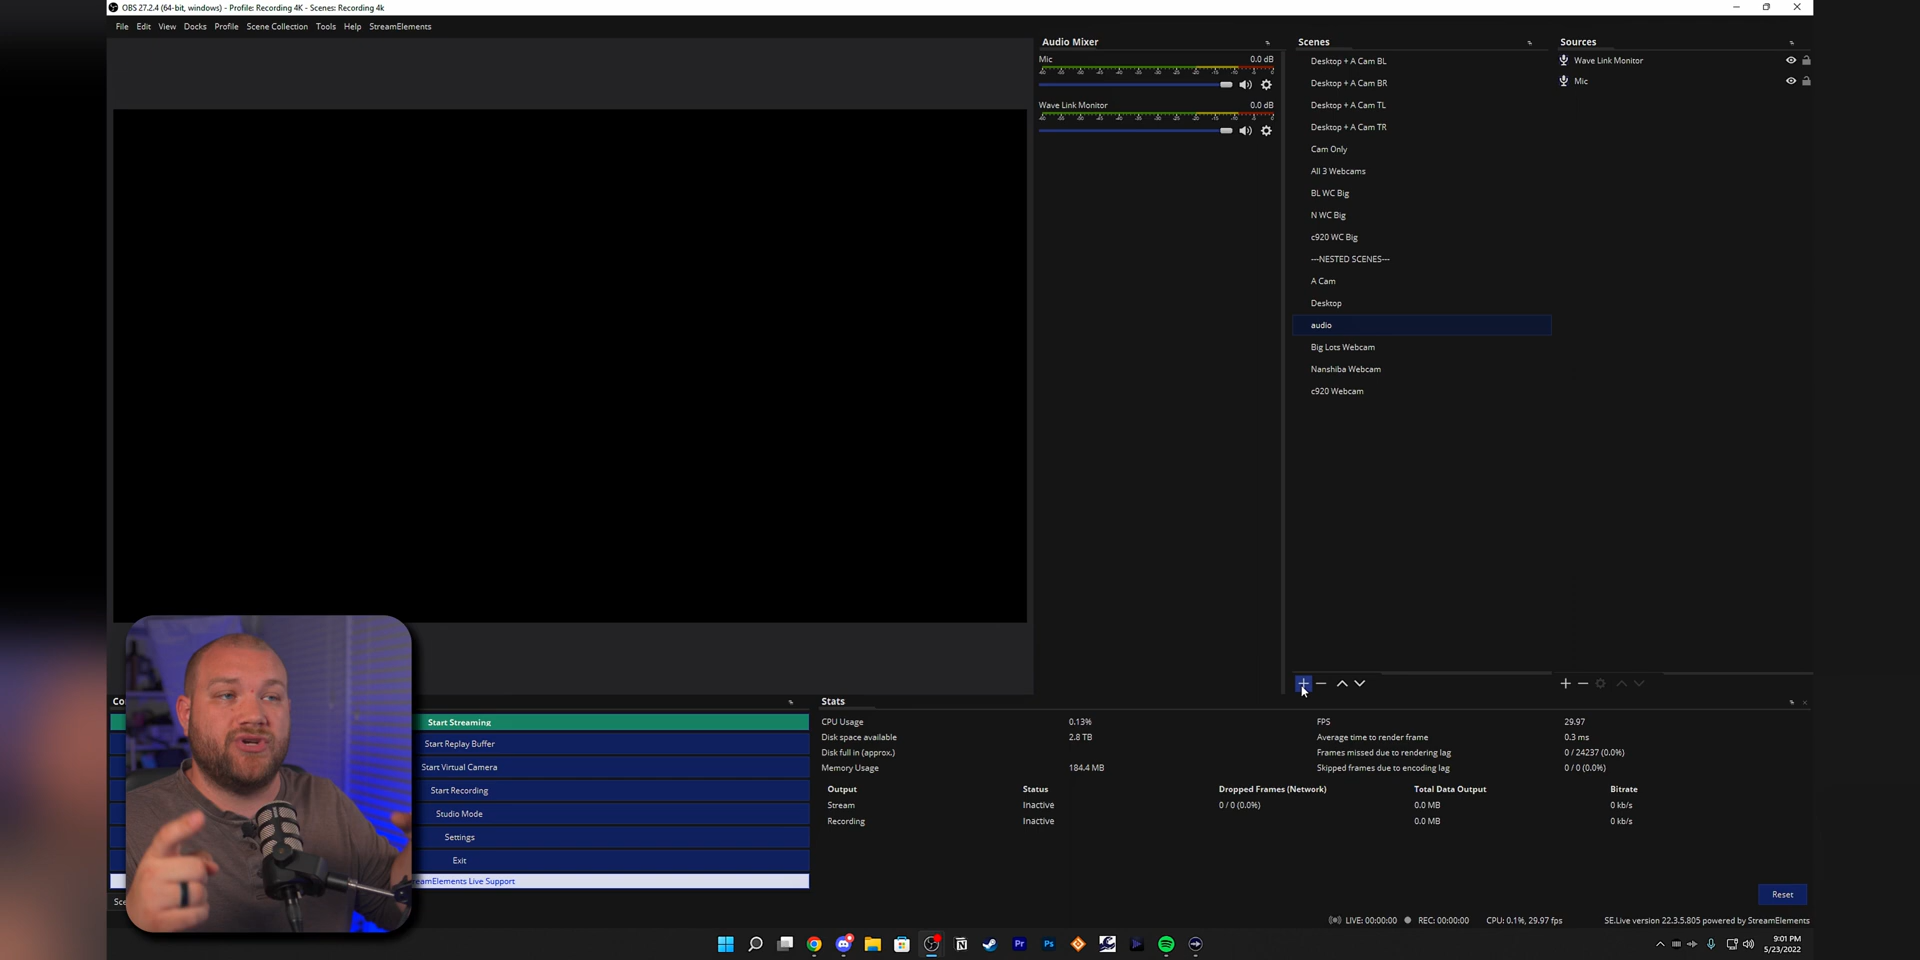 OBS 27.2.4 (64-bit, windows) - Profile: Recording 4K - Scenes: Recording 4k
File Edit View Docks Profile Scene Collection Tools Help StreamElements
Audio Mixer
Mic 0.0 dB
Wave Link Monitor 0.0 dB
Scenes
Desktop + A Cam BL
Desktop + A Cam BR
Desktop + A Cam TL
Desktop + A Cam TR
Cam Only
All 3 Webcams
BL WC Big
N WC Big
c920 WC Big
---NESTED SCENES---
A Cam
Desktop
audio
Big Lots Webcam
Nanshiba Webcam
c920 Webcam
Sources
Wave Link Monitor
Mic
Start Streaming
Start Replay Buffer
Start Virtual Camera
Start Recording
Studio Mode
Settings
Exit
eamElements Live Support
Stats
CPU Usage 0.13% FPS 29.97
Disk space available 2.8 TB Average time to render frame 0.3 ms
Disk full in (approx.) Frames missed due to rendering lag 0 / 24237 (0.0%)
Memory Usage 184.4 MB Skipped frames due to encoding lag 0 / 0 (0.0%)
Output Status Dropped Frames (Network) Total Data Output Bitrate
Stream Inactive 0 / 0 (0.0%) 0.0 MB 0 kb/s
Recording Inactive 0.0 MB 0 kb/s
Reset
LIVE: 00:00:00 REC: 00:00:00 CPU: 0.1%, 29.97 fps SE.Live version 22.3.5.805 powered by StreamElements
Pr Ps
9:01 PM
5/23/2022